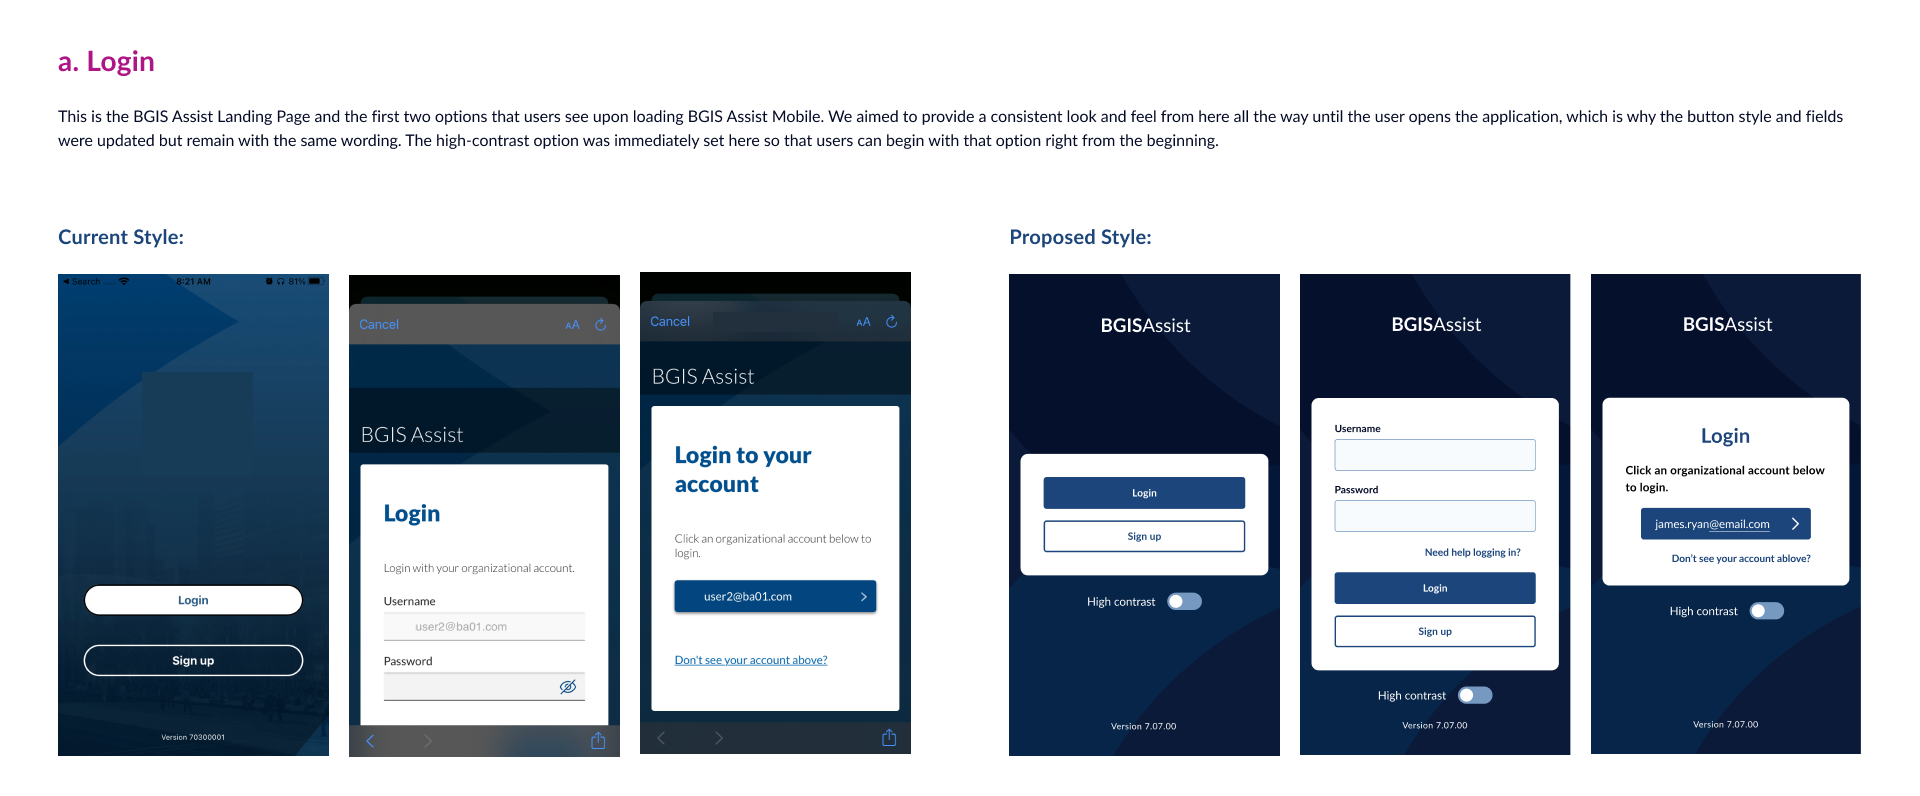 a. Login
This is the BGIS Assist Landing Page and the first two options that users see upon loading BGIS Assist Mobile. We aimed to provide a consistent look and feel from here all the way until the user opens the application, which is why the button style and fields
were updated but remain with the same wording. The high-contrast option was immediately set here so that users can begin with that option right from the beginning.
Current Style:
Search
8:21 AM
81%
Login
Sign up
Version 70300001
Cancel
AA
BGIS Assist
Login
Login with your organizational account.
Username
user2@ba01.com
Password
Cancel
AA
BGIS Assist
Login to your
account
Click an organizational account below to
login.
user2@ba01.com
Don't see your account above?
Proposed Style:
BGISAssist
Login
Sign up
High contrast
Version 7.07.00
BGISAssist
Username
Password
Need help logging in?
Login
Sign up
High contrast
Version 7.07.00
BGISAssist
Login
Click an organizational account below
to login.
james.ryan@email.com
Don't see your account ablove?
High contrast
Version 7.07.00